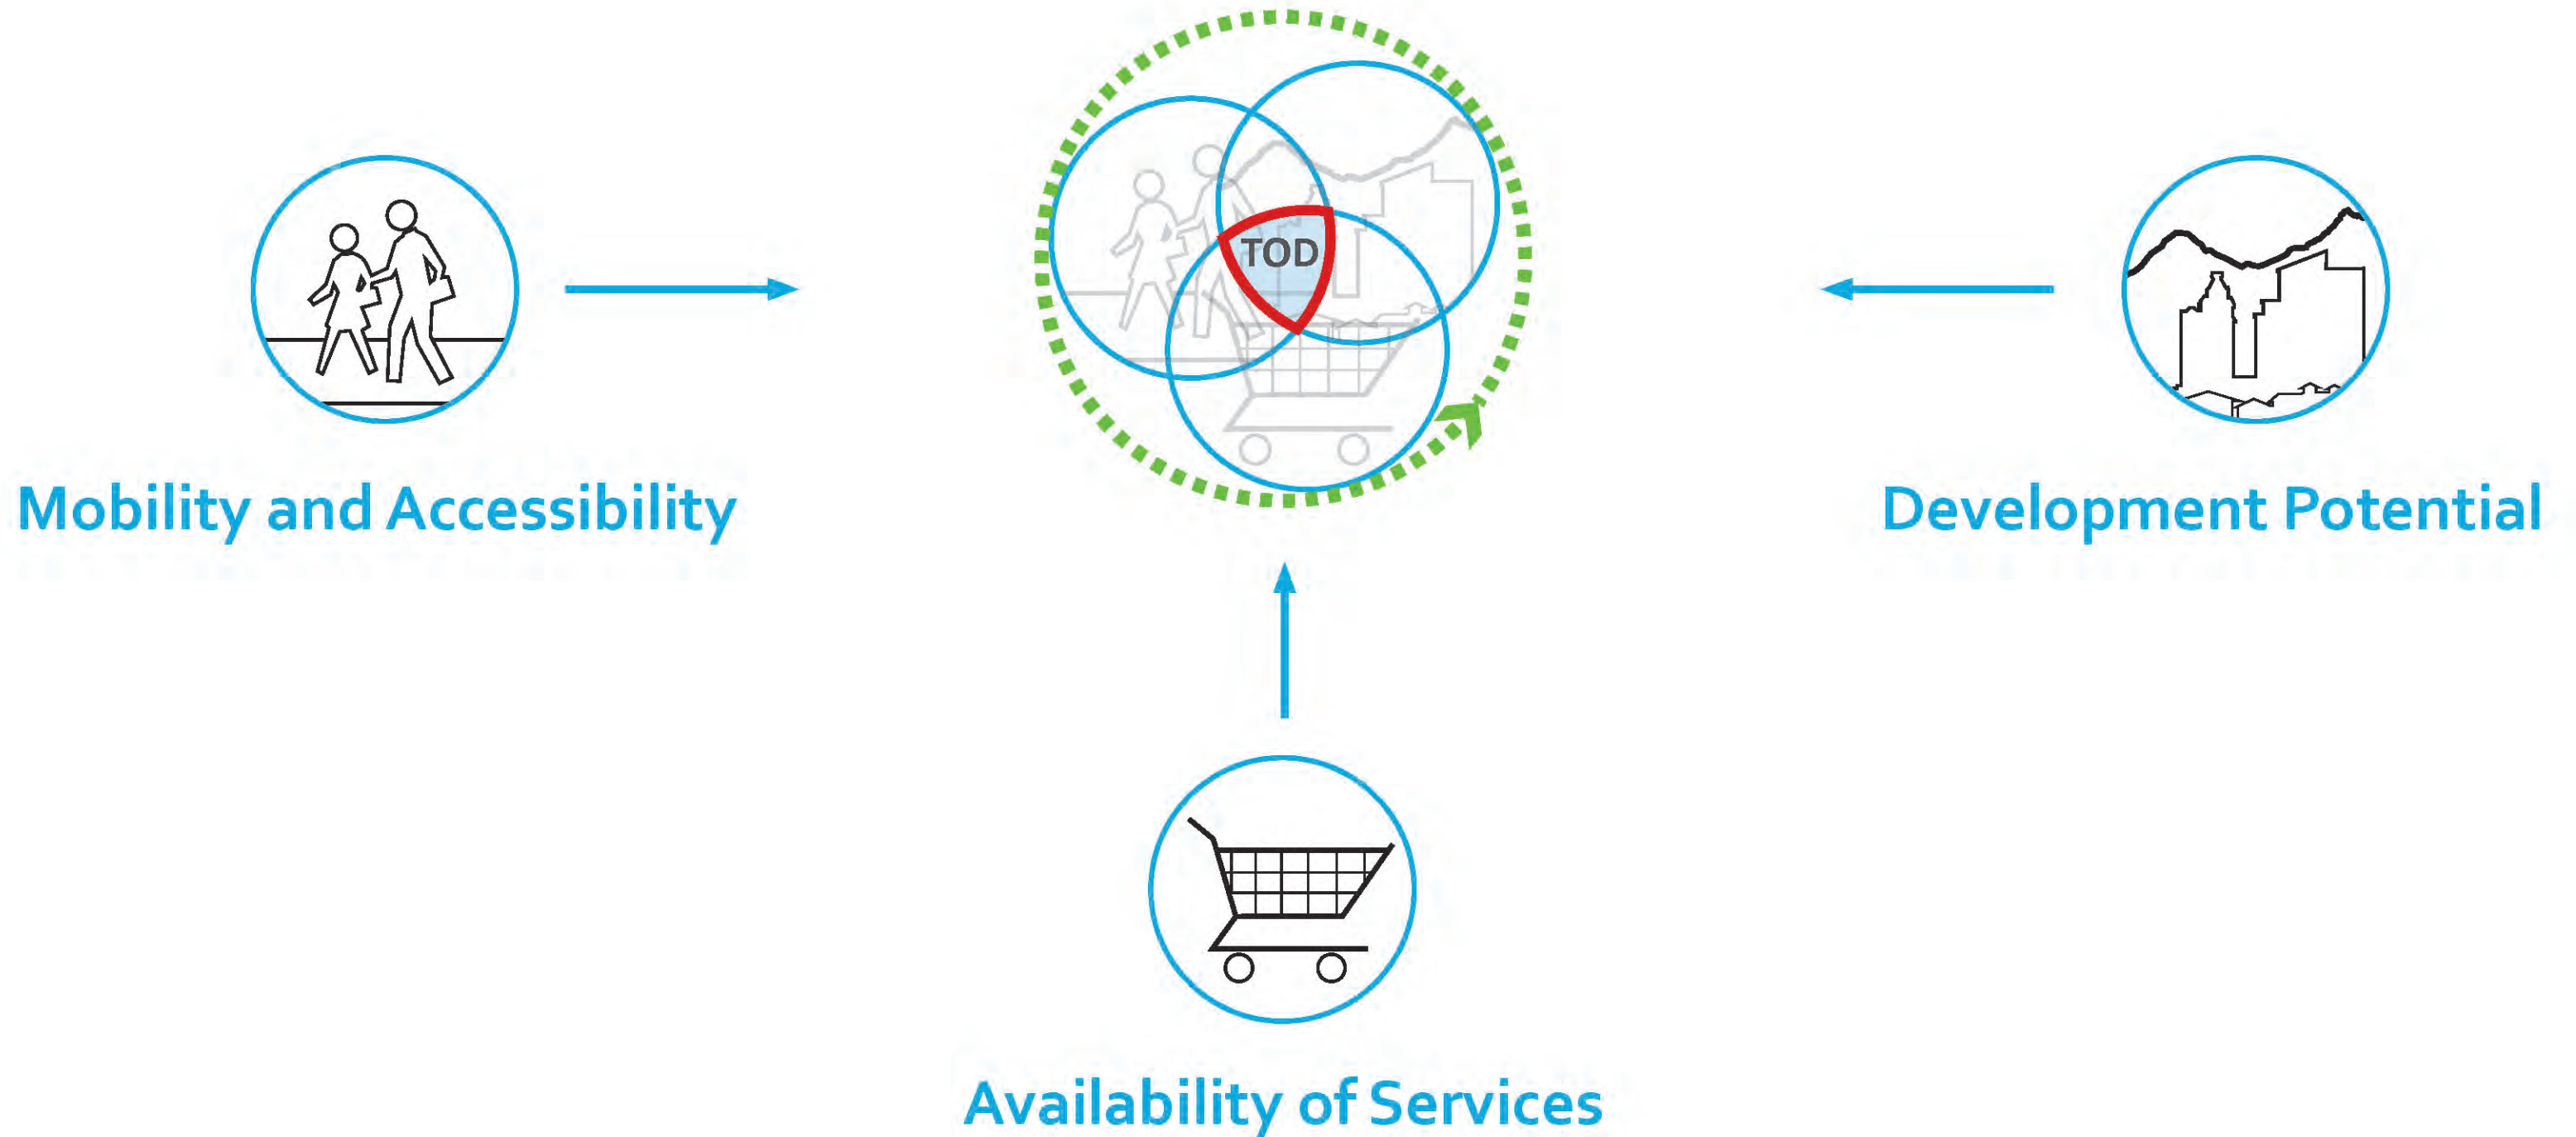 TOD
Mobility and Accessibility
Development Potential
Availability of Services